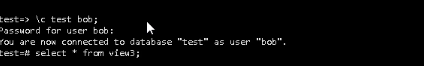 test=> \c test bob;
Password for user bob:
You are now connected to database "test" as user "bob".
test=# select * from view3;